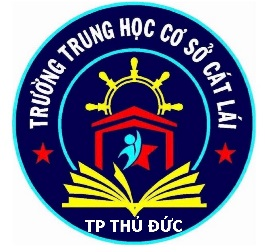 TRƯỜNG TRUNG HỌC CƠ SỞ CÁT LÁI
TP THỦ ĐỨC